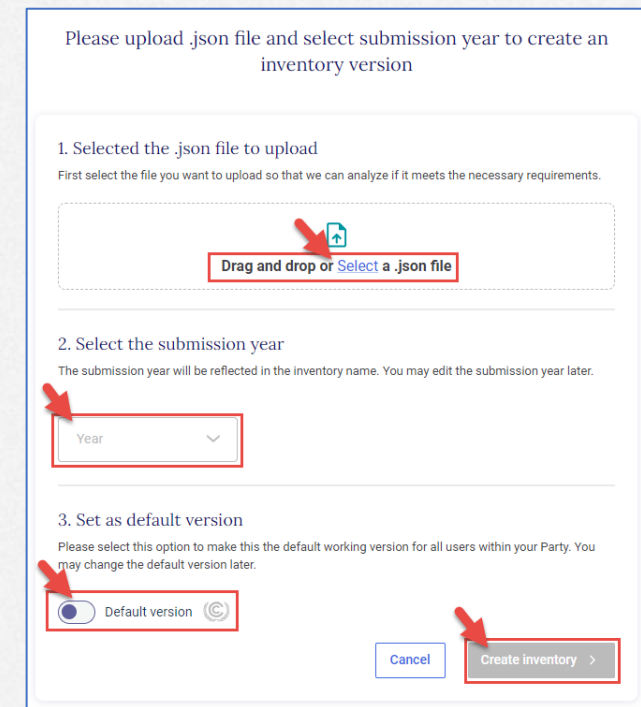 Please upload .json file and select submission year to create an
inventory version
1. Selected the .json file to upload
First select the file you want to upload so that we can analyze if it meets the necessary requirements.
Drag and drop or Select a .json file
2. Select the submission year
The submission year will be reflected in the inventory name. You may edit the submission year later.
Year
3. Set as default version
Please select this option to make this the default working version for all users within your Party. You
may change the default version later.
Default version
Cancel
Create inventory >